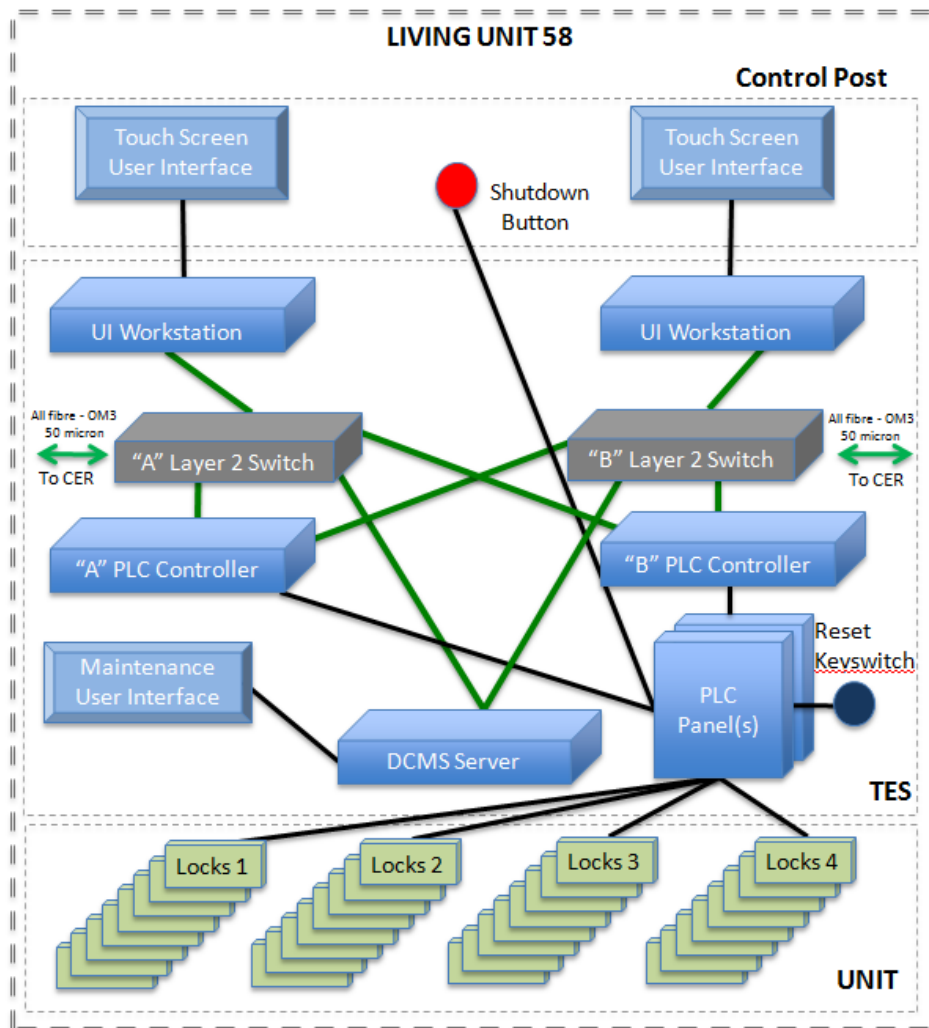 LIVING UNIT 58
Control Post
Touch Screen
User Interface
Touch Screen
User Interface
Shutdown
Button
UI Workstation
UI Workstation
All fibre - OM3
50 micron
To CER
"A" Layer 2 Switch
"B" Layer 2 Switch
All fibre - OM3
50 micron
To CER
"A" PLC Controller
"B" PLC Controller
Maintenance
User Interface
DCMS Server
PLC
Panel(s)
Reset
Kevswitch
TES
Locks 1
Locks 2
Locks 3
Locks 4
UNIT